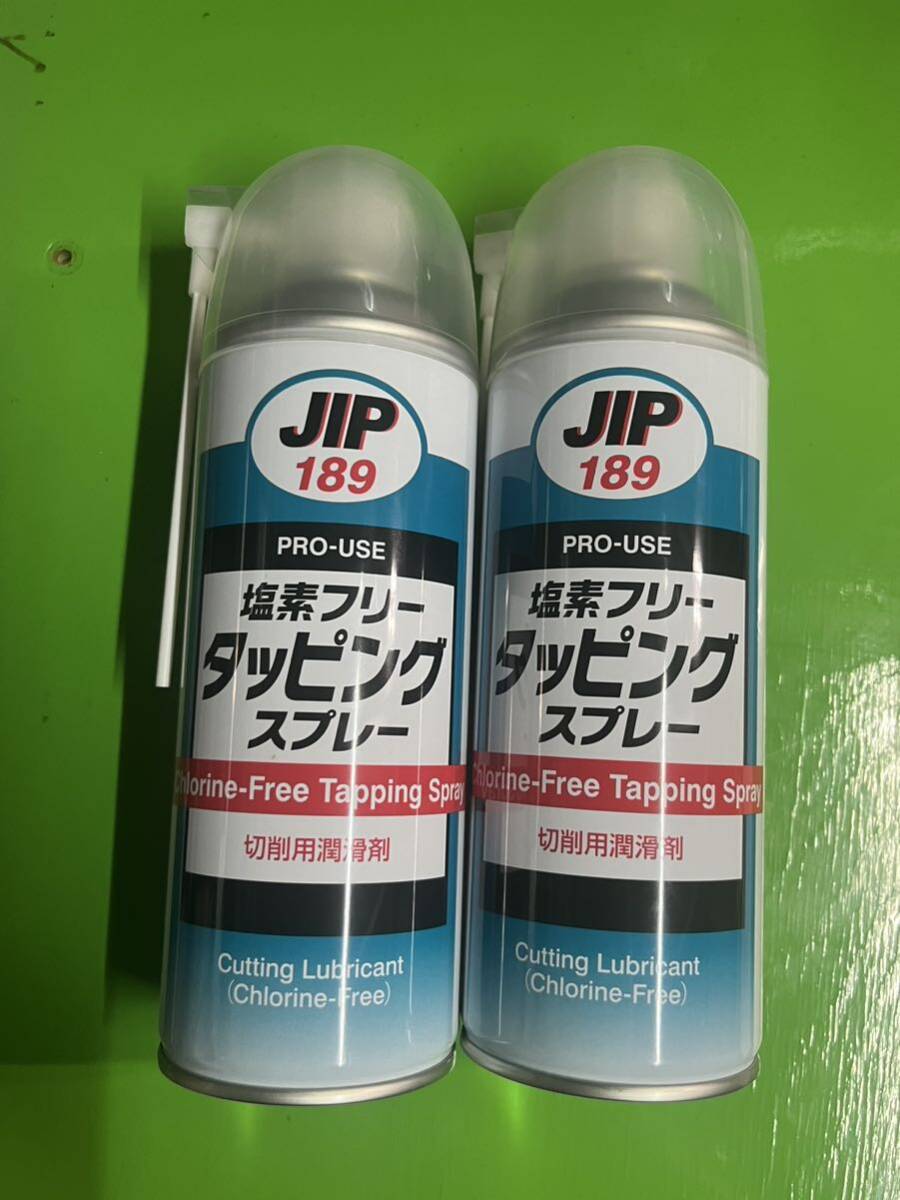 JIP
189
PRO-USE
塩素フリー
タッピング
スプレー
Chlorine-Free Tapping Spray
切削用潤滑剤
Cutting Lubricant
(Chlorine-Free)
JIP
189
PRO-USE
塩素フリー
タッピング
スプレー
Chlorine-Free Tapping Spray
切削用潤滑剤
Cutting Lubricant
(Chlorine-Free)